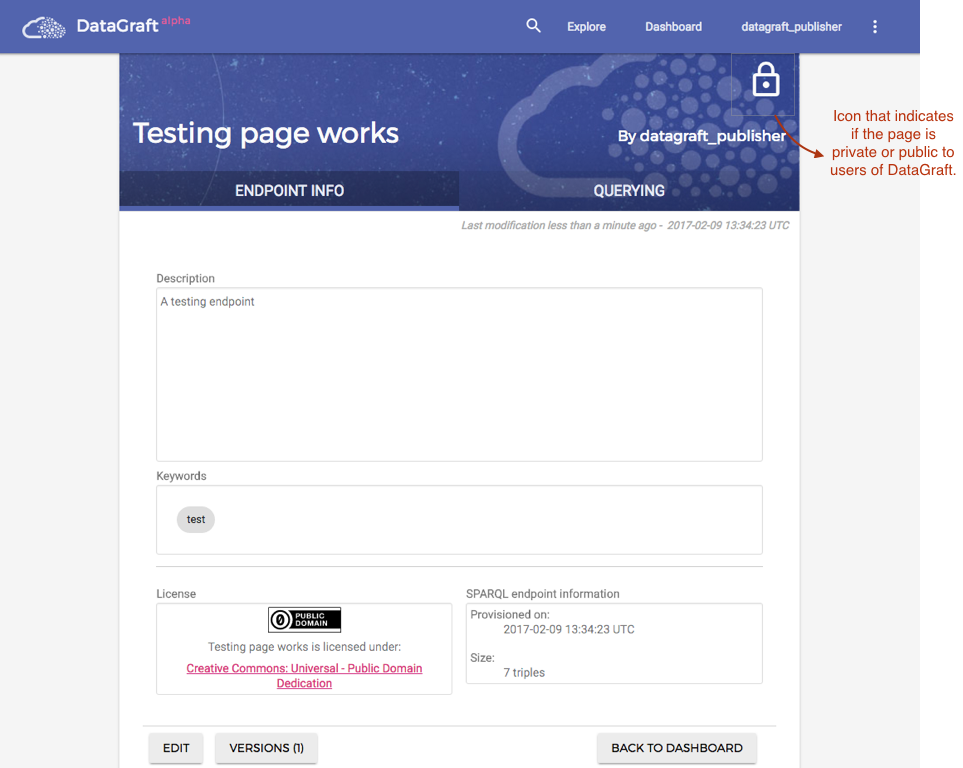 DataGraft alpha
Explore
Dashboard
datagraft_publisher
Icon that indicates
if the page is
private or public to
users of DataGraft.
Testing page works
By datagraft_publisher
ENDPOINT INFO
QUERYING
Last modification less than a minute ago - 2017-02-09 13:34:23 UTC
Description
A testing endpoint
Keywords
test
License
PUBLIC
DOMAIN
Testing page works is licensed under:
Creative Commons: Universal - Public Domain
Dedication
SPARQL endpoint information
Provisioned on:
2017-02-09 13:34:23 UTC
Size:
7 triples
EDIT
VERSIONS (1)
BACK TO DASHBOARD